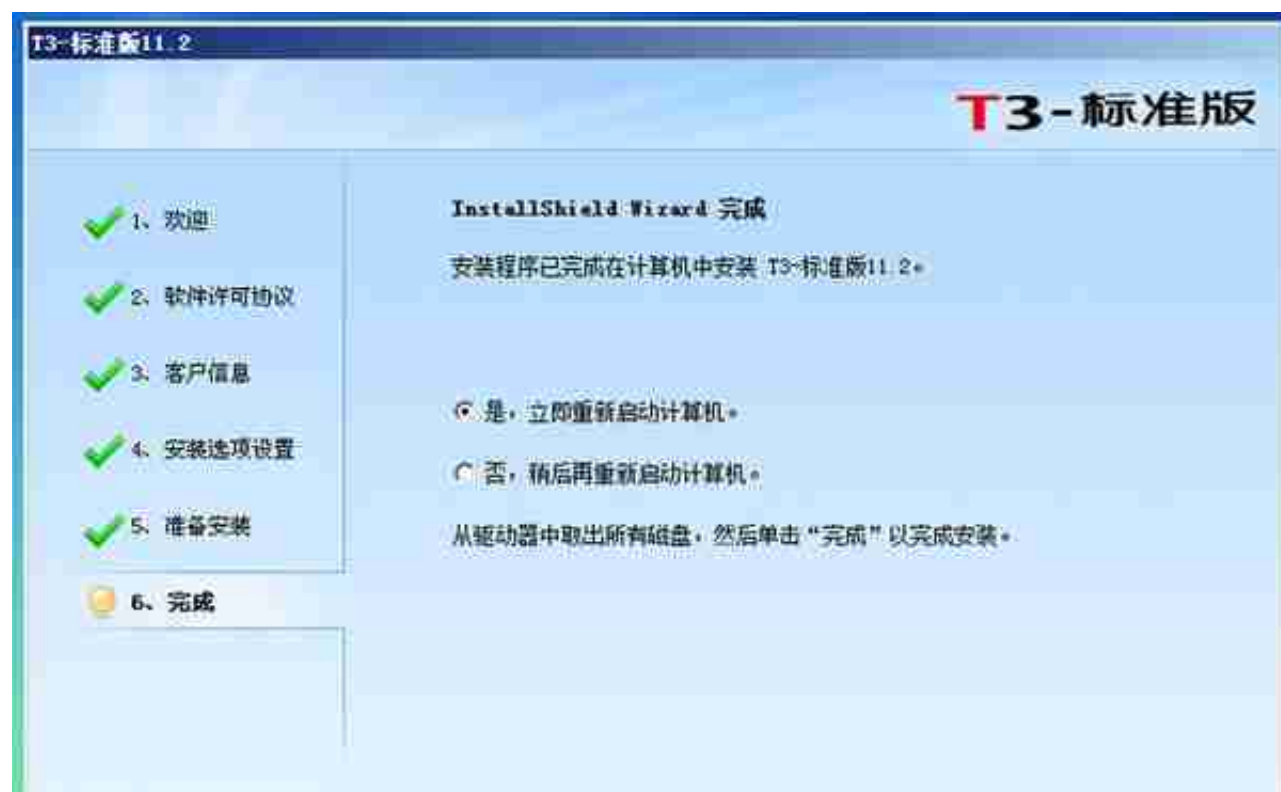 T3-标准版11.2
T3-标准版
1、欢迎
2、软件许可协议
3、客户信息
4、安装选项设置
5、准备安装
6、完成
InstallShield Wizard 完成
安装程序已完成在计算机中安装 T3-标准版11.2。
是，立即重新启动计算机。
否，稍后再重新启动计算机。
从驱动器中取出所有磁盘，然后单击“完成”以完成安装。